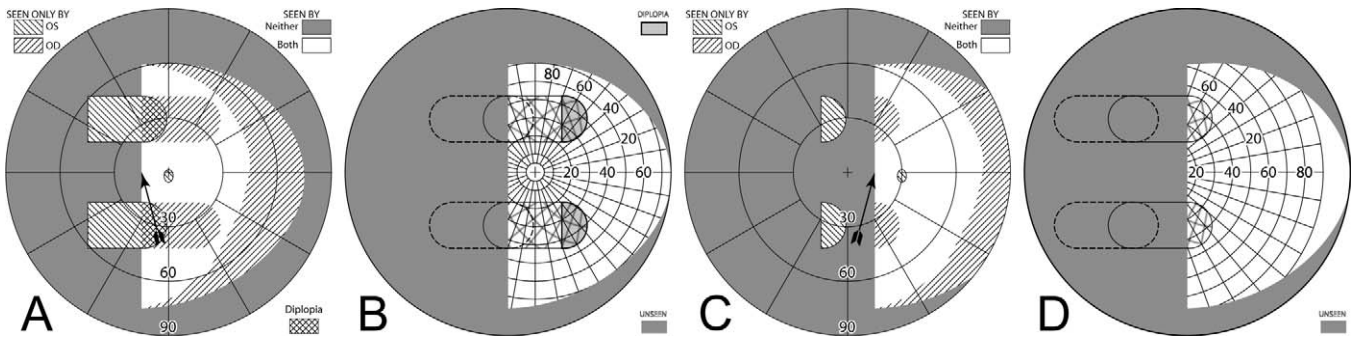 SEEN ONLY BY
OS
OD
SEEN BY
Neither
Both
30
60
90
Diplopia
A
DIPLOPIA
80
60
40
20
20
40
60
UNSEEN
B
SEEN ONLY BY
OS
OD
SEEN BY
Neither
Both
30
60
90
C
60
40
20
40
60
80
UNSEEN
D